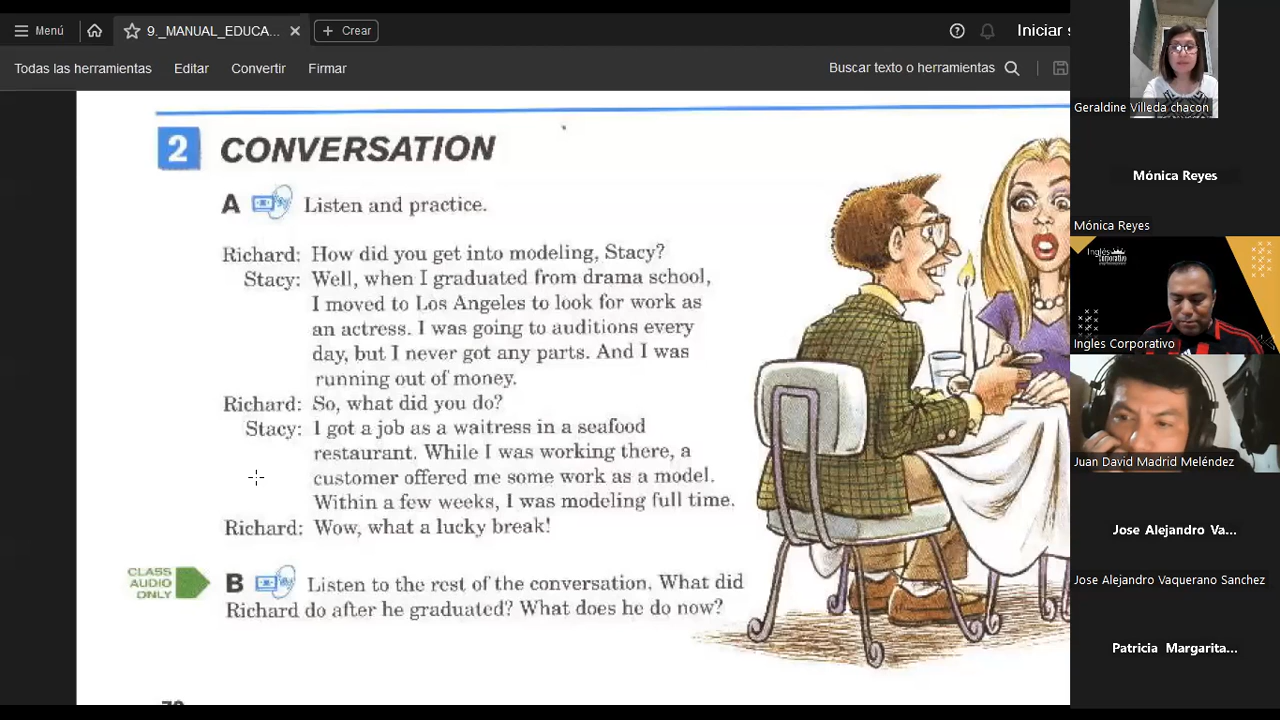 Menú
9._MANUAL_EDUCA...
Crear
Iniciar s
Todas las herramientas
Editar
Convertir
Firmar
Buscar texto o herramientas
2 CONVERSATION
A Listen and practice.
Richard: How did you get into modeling, Stacy?
Stacy: Well, when I graduated from drama school,
I moved to Los Angeles to look for work as
an actress. I was going to auditions every
day, but I never got any parts. And I was
running out of money.
Richard: So, what did you do?
Stacy: I got a job as a waitress in a seafood
restaurant. While I was working there, a
customer offered me some work as a model.
Within a few weeks, I was modeling full time.
Richard: Wow, what a lucky break!
CLASS
AUDIO
ONLY
B Listen to the rest of the conversation. What did
Richard do after he graduated? What does he do now?
Geraldine Villeda chacon
Mónica Reyes
Mónica Reyes
Inglés
Corporativo
Ingles Corporativo
Juan David Madrid Meléndez
Jose Alejandro Va...
Jose Alejandro Vaquerano Sanchez
Patricia Margarita...